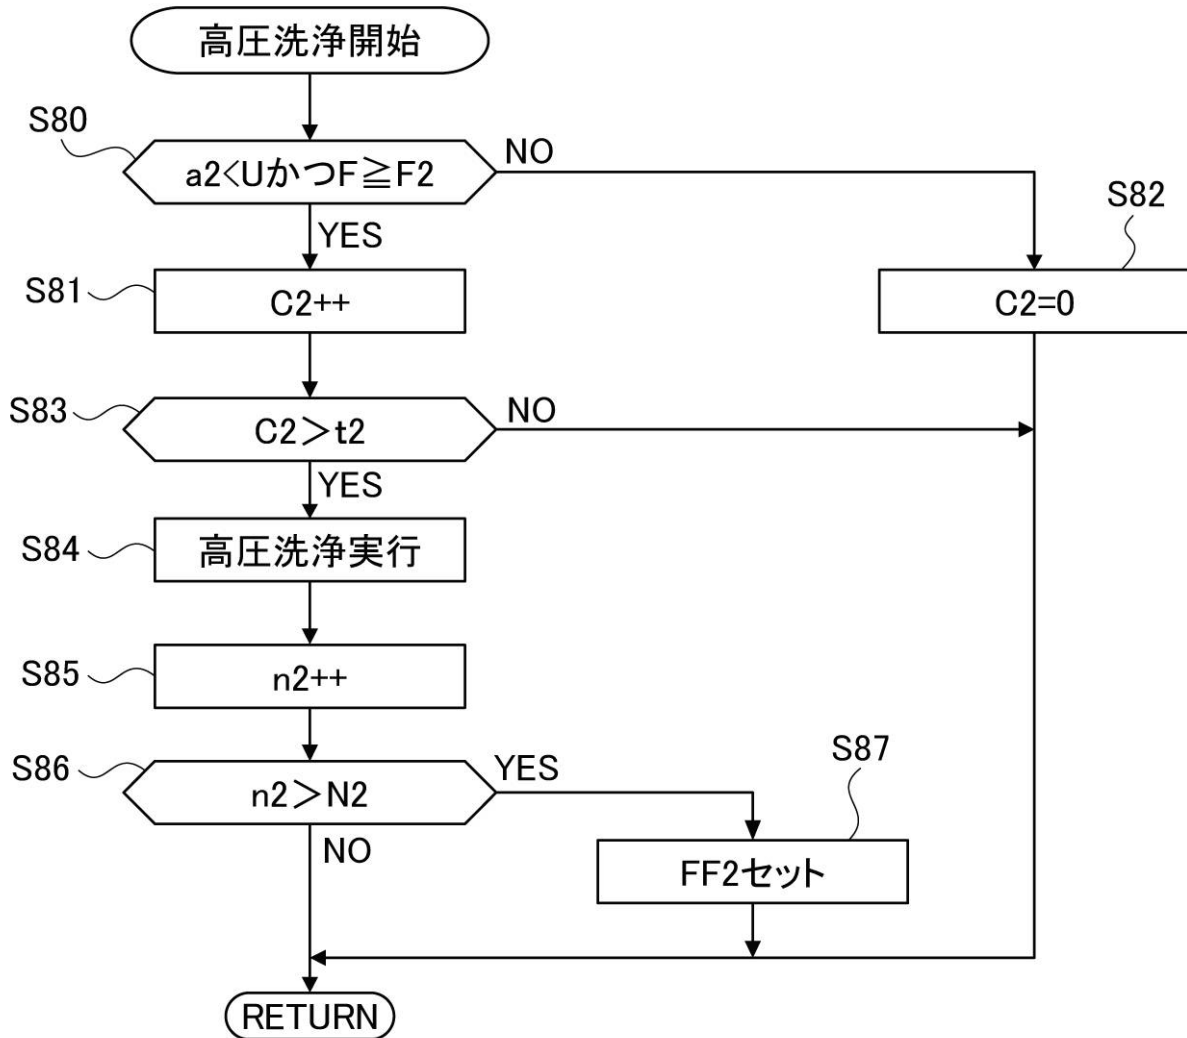 高圧洗浄開始
S80
a2<UかつF≧F2
NO
YES
S82
S81
C2++
C2=0
S83
C2>t2
NO
YES
S84
高圧洗浄実行
S85
n2++
S86
n2>N2
YES
S87
NO
FF2セット
RETURN